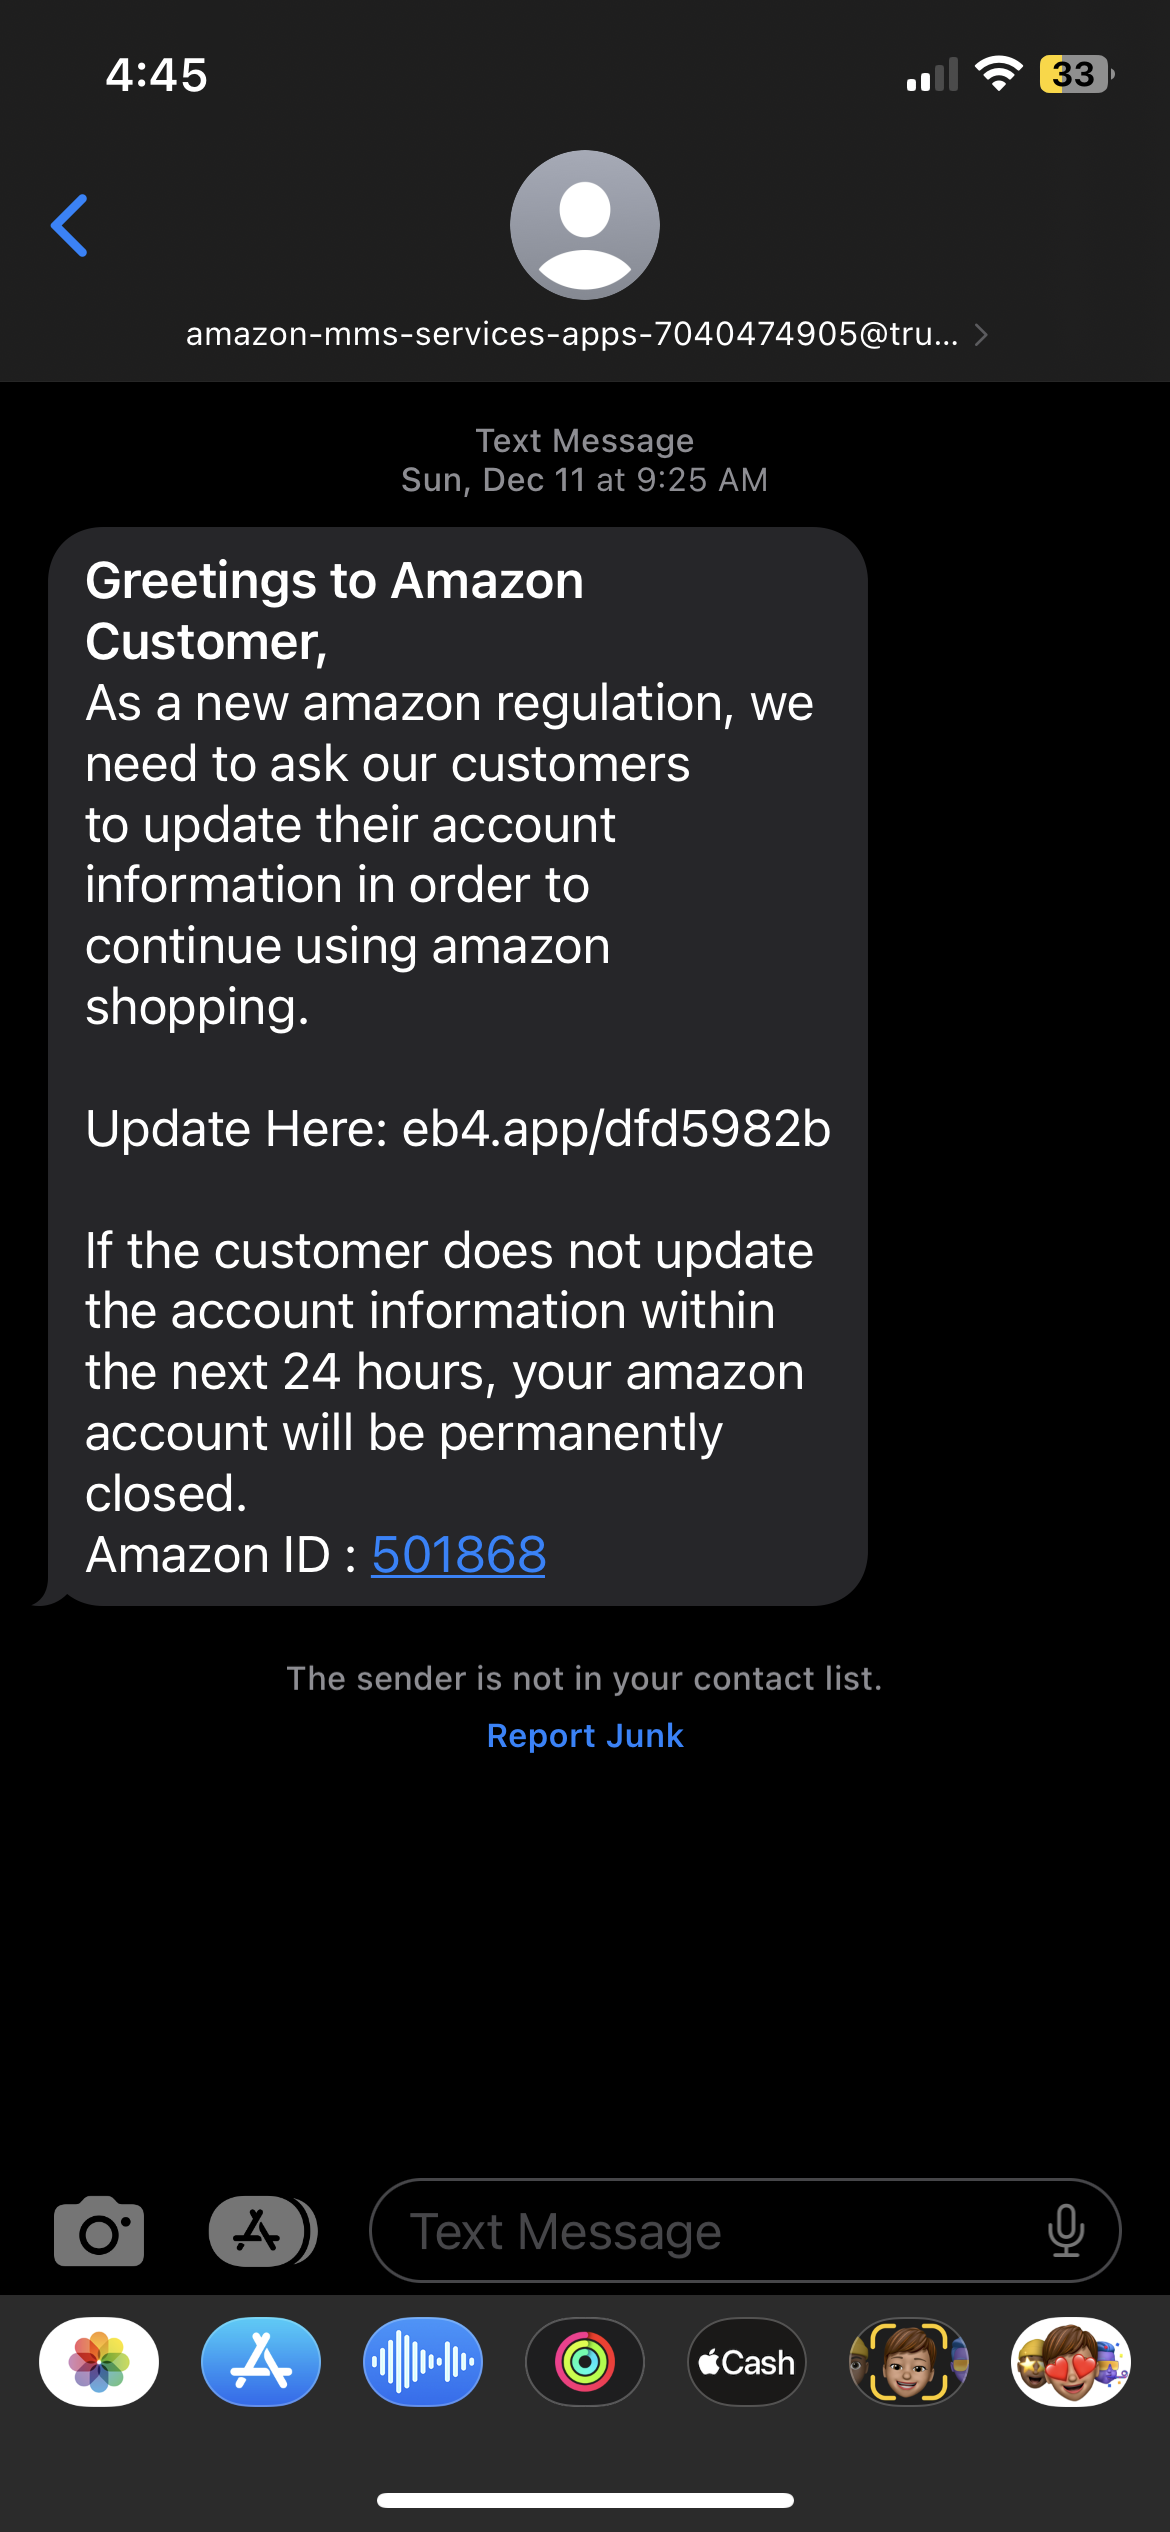 4:45
33
amazon-mms-services-apps-7040474905@tru...
Text Message
Sun, Dec 11 at 9:25 AM
Greetings to Amazon
Customer,
As a new amazon regulation, we
need to ask our customers
to update their account
information in order to
continue using amazon
shopping.
Update Here: eb4.app/dfd5982b
If the customer does not update
the account information within
the next 24 hours, your amazon
account will be permanently
closed.
Amazon ID : 501868
The sender is not in your contact list.
Report Junk
Text Message
Cash